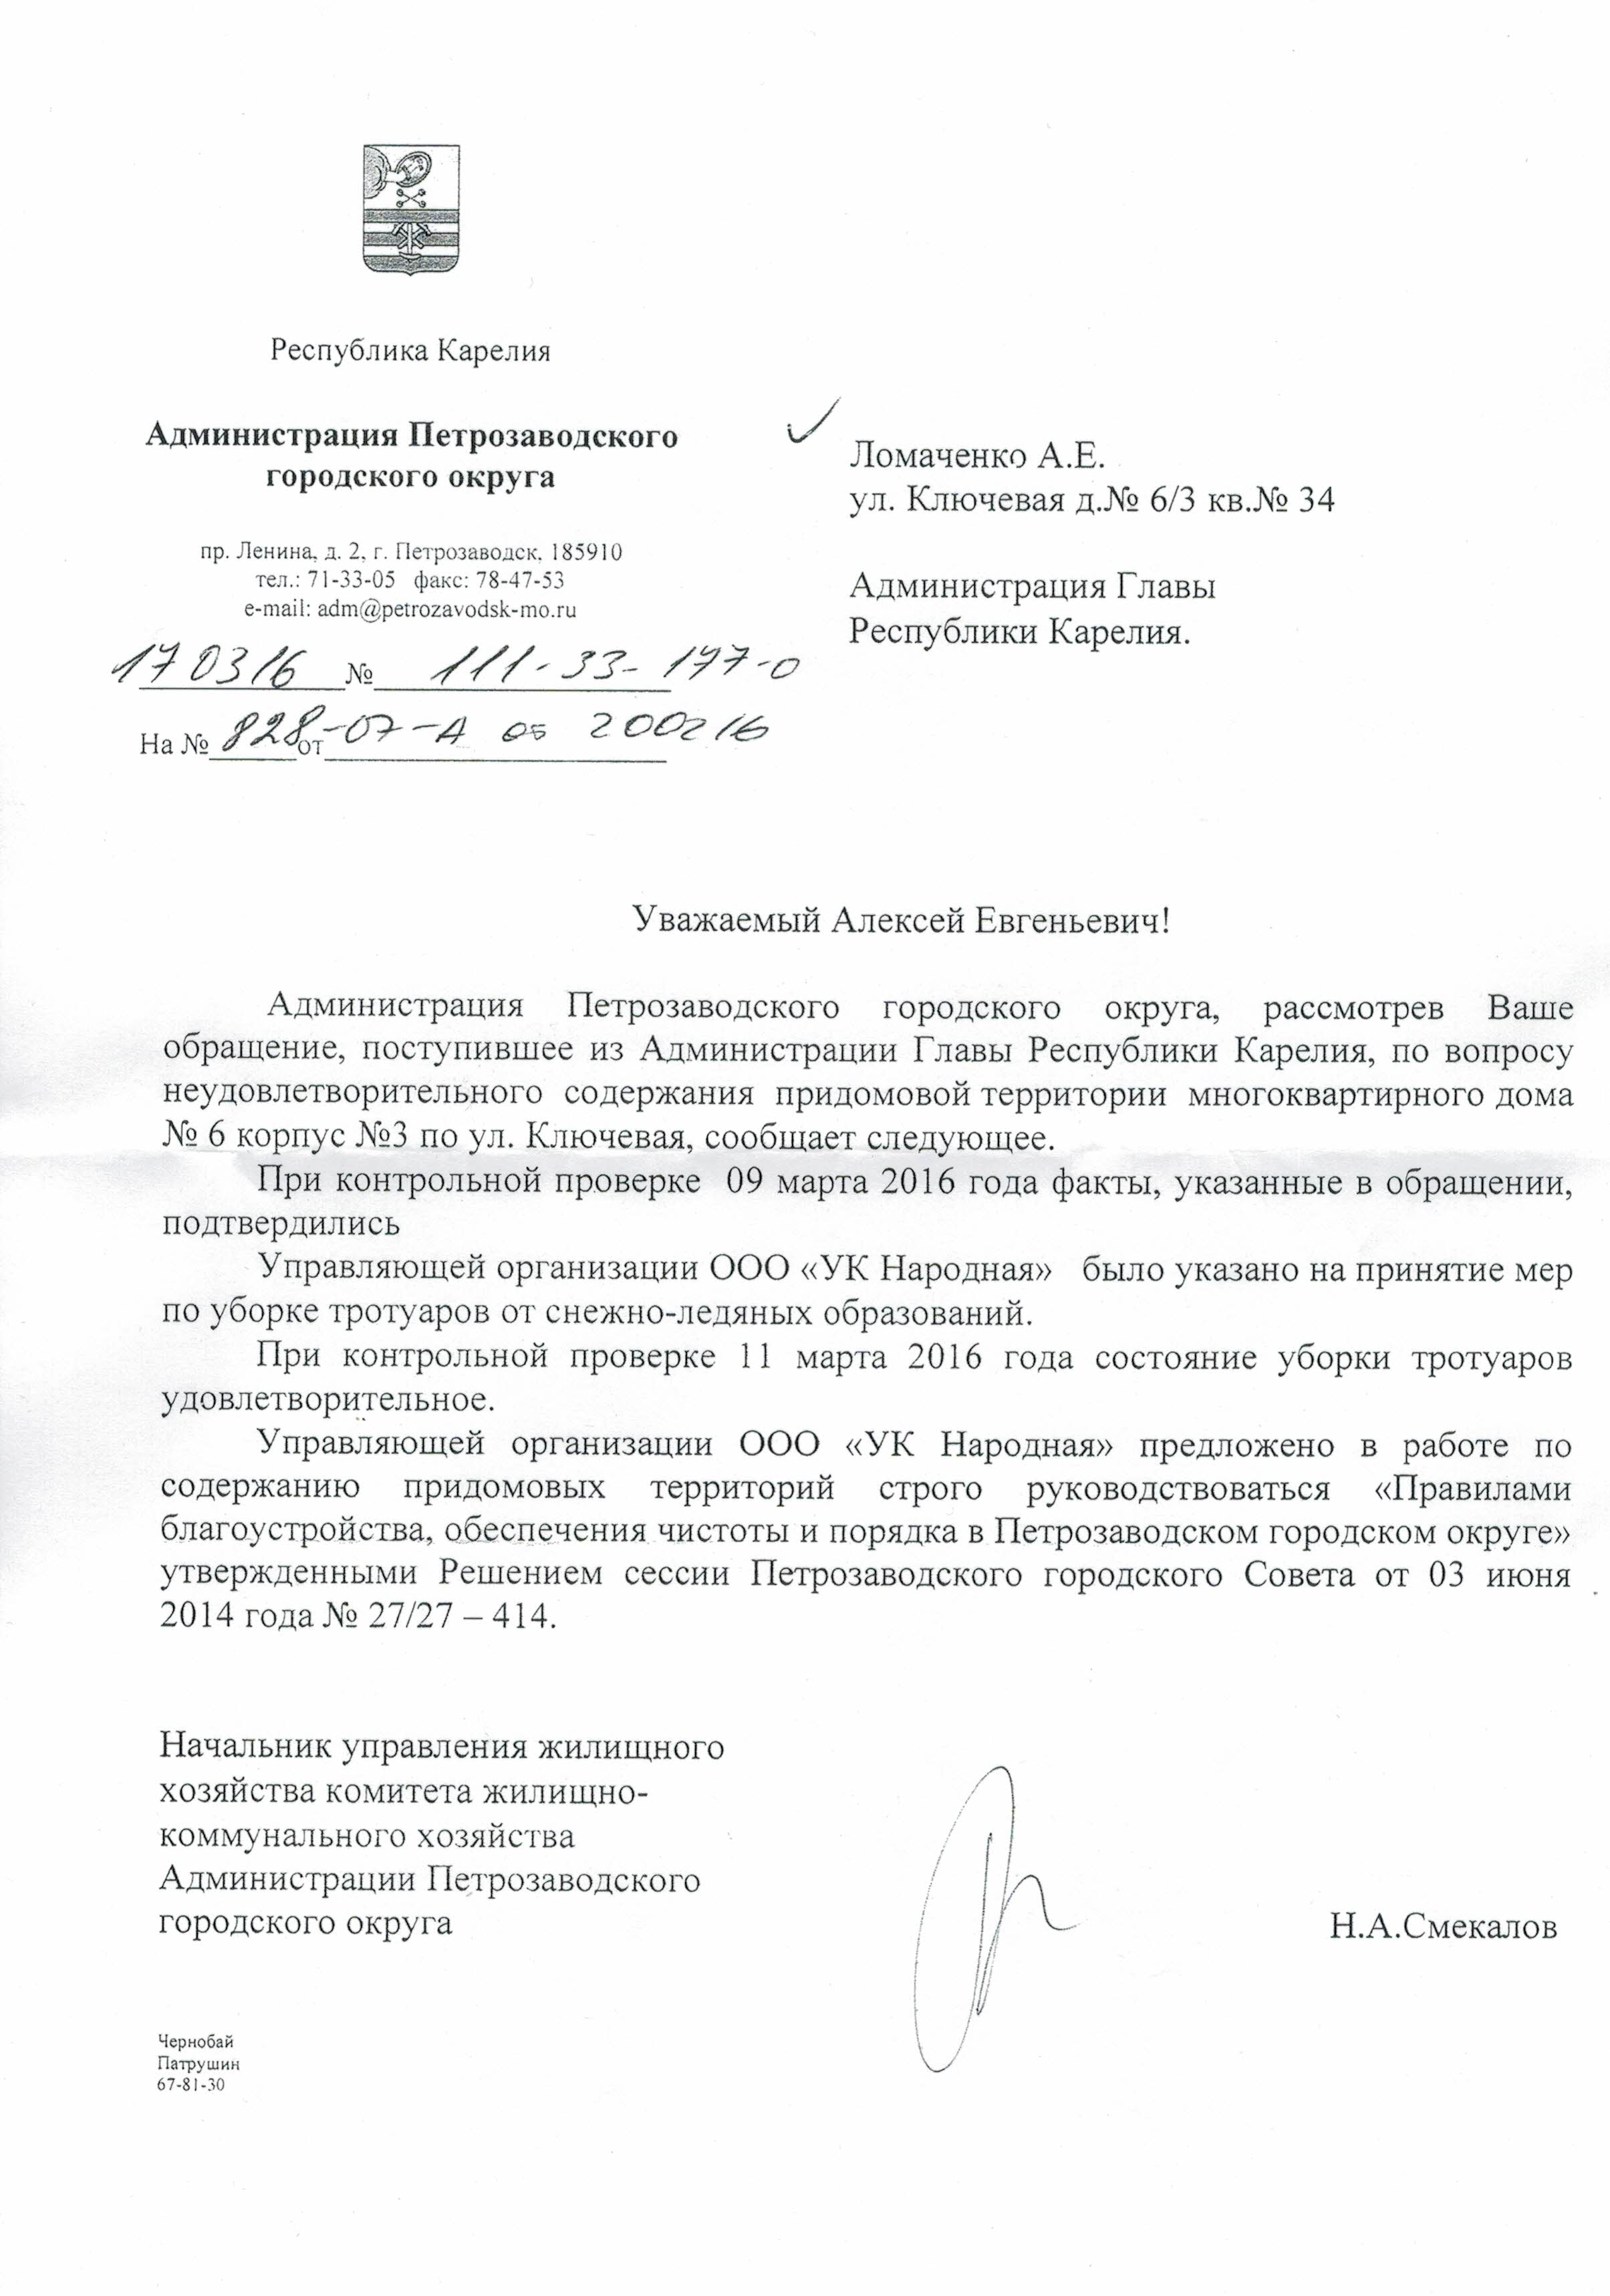 Республика Карелия
Администрация Петрозаводского
городского округа
пр. Ленина, д. 2, г. Петрозаводск, 185910
тел.: 71-33-05 факс: 78-47-53
e-mail: adm@petrozavodsk-mo.ru
170316 № 111-33-197-о
На № 828-07-А от 200216
от
Ломаченко А.Е.
ул. Ключевая д.№ 6/3 кв.№ 34
Администрация Главы
Республики Карелия.
Уважаемый Алексей Евгеньевич!
Администрация Петрозаводского городского округа, рассмотрев Ваше
обращение, поступившее из Администрации Главы Республики Карелия, по вопросу
неудовлетворительного содержания придомовой территории многоквартирного дома
№ 6 корпус №3 по ул. Ключевая, сообщает следующее.
При контрольной проверке 09 марта 2016 года факты, указанные в обращении,
подтвердились
Управляющей организации ООО «УК Народная» было указано на принятие мер
по уборке тротуаров от снежно-ледяных образований.
При контрольной проверке 11 марта 2016 года состояние уборки тротуаров
удовлетворительное.
Управляющей организации ООО «УК Народная» предложено в работе по
содержанию придомовых территорий строго руководствоваться «Правилами
благоустройства, обеспечения чистоты и порядка в Петрозаводском городском округе»
утвержденными Решением сессии Петрозаводского городского Совета от 03 июня
2014 года № 27/27 – 414.
Начальник управления жилищного
хозяйства комитета жилищно-
коммунального хозяйства
Администрации Петрозаводского
городского округа
Н.А.Смекалов
Чернобай
Патрушин
67-81-30